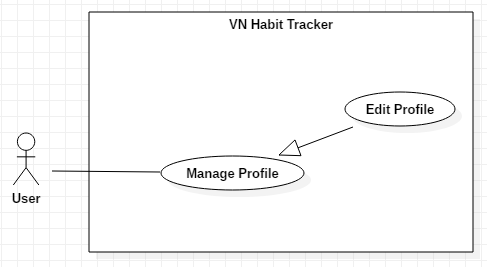 VN Habit Tracker
Edit Profile
Manage Profile
User